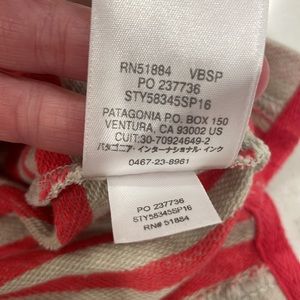 RN51884 VBSP
PO 237736
STY58345SP16
PATAGONIA P.O. BOX 150
VENTURA, CA 93002 US
CUIT:30-70924649-2
パタゴニア・インターナショナル・インク
0467-23-8961
PO 237736
STY58345SP16
RN# 51884